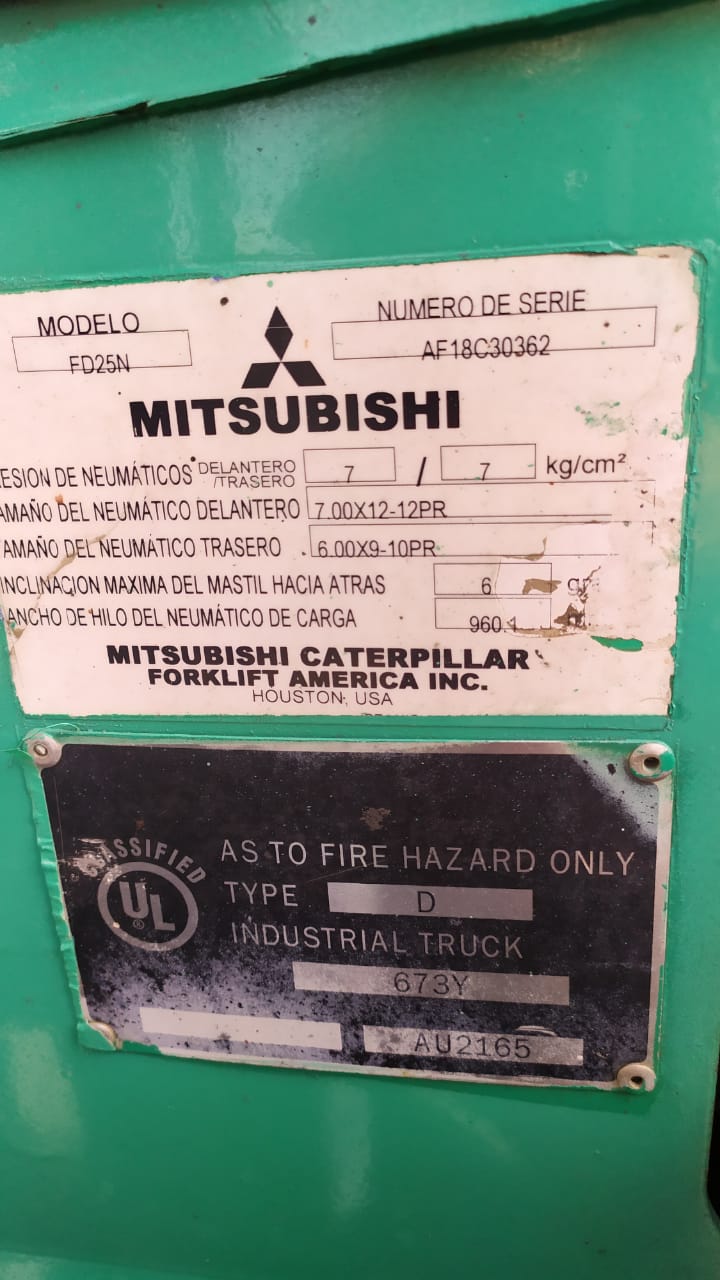 MODELO NUMERO DE SERIE
FD25N AF18C30362
MITSUBISHI
ESION DE NEUMÁTICOS DELANTERO /TRASERO 7 / 7 kg/cm²
AMAÑO DEL NEUMÁTICO DELANTERO 7.00X12-12PR
TAMAÑO DEL NEUMÁTICO TRASERO 6.00X9-10PR
INCLINACION MAXIMA DEL MASTIL HACIA ATRAS 6
ANCHO DE HILO DEL NEUMÁTICO DE CARGA 960.1
MITSUBISHI CATERPILLAR
FORKLIFT AMERICA INC.
HOUSTON, USA
CLASSIFIED
UL
®
AS TO FIRE HAZARD ONLY
TYPE D
INDUSTRIAL TRUCK
673Y
AU2165